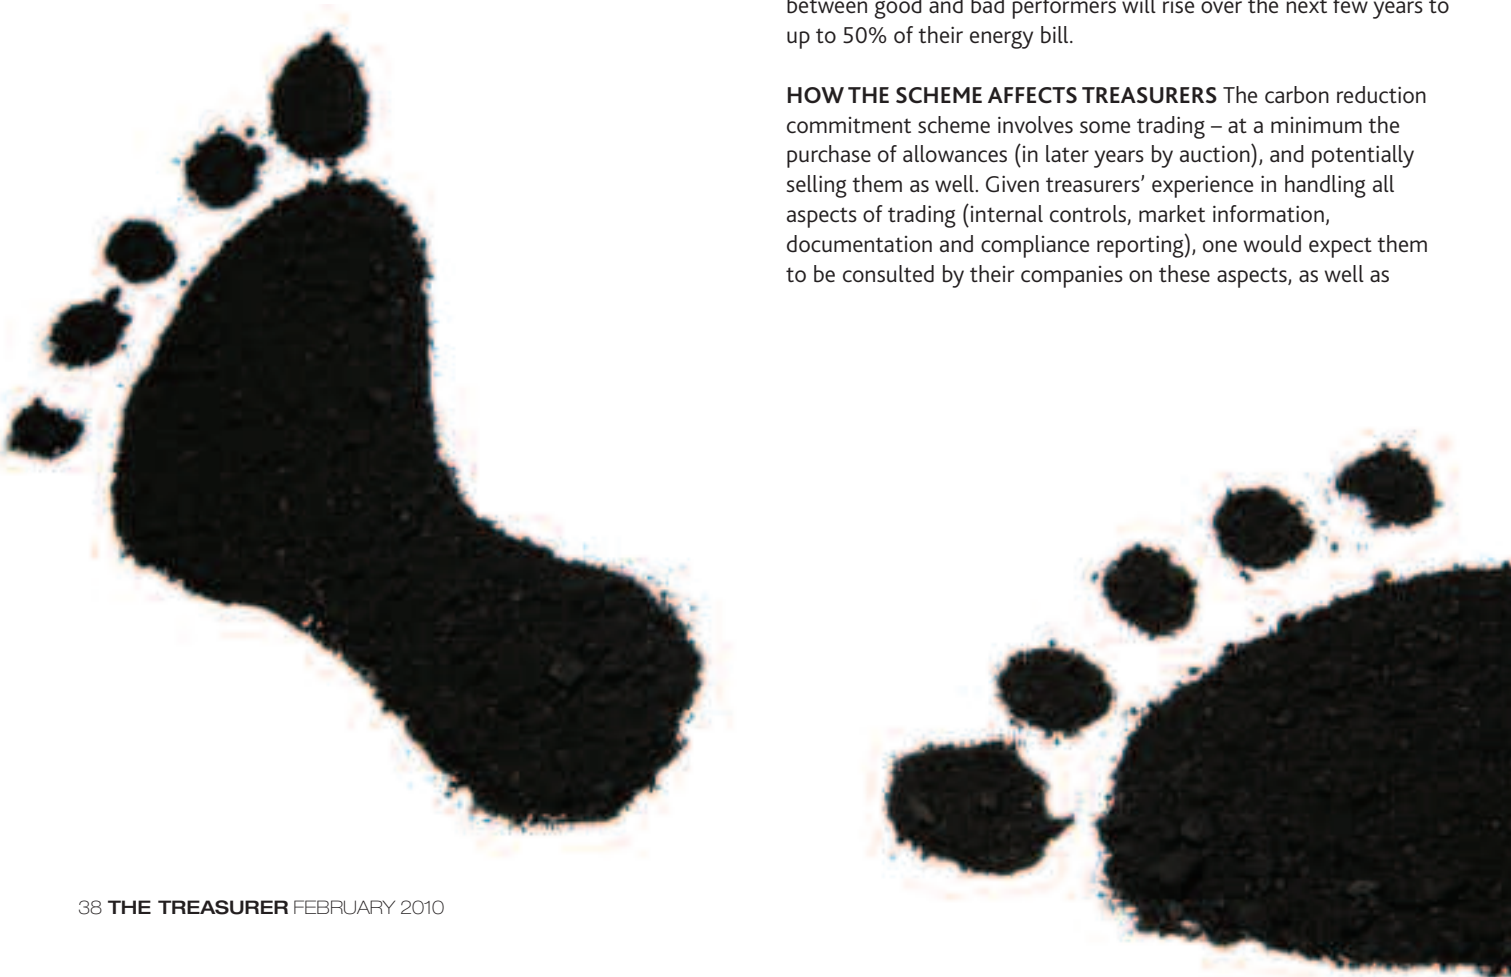 between good and bad performers will rise over the next few years to
up to 50% of their energy bill.
HOW THE SCHEME AFFECTS TREASURERS The carbon reduction
commitment scheme involves some trading – at a minimum the
purchase of allowances (in later years by auction), and potentially
selling them as well. Given treasurers’ experience in handling all
aspects of trading (internal controls, market information,
documentation and compliance reporting), one would expect them
to be consulted by their companies on these aspects, as well as
38 THE TREASURER FEBRUARY 2010